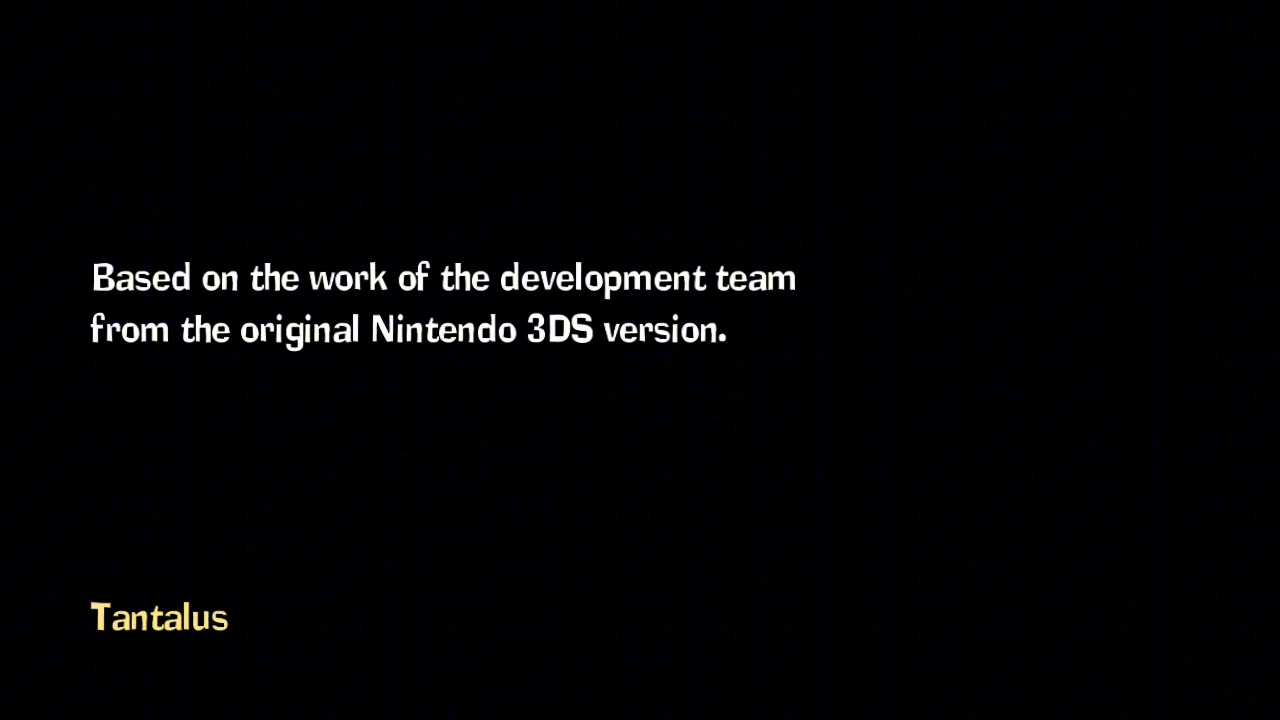 Based on the work of the development team
from the original Nintendo 3DS version.
Tantalus